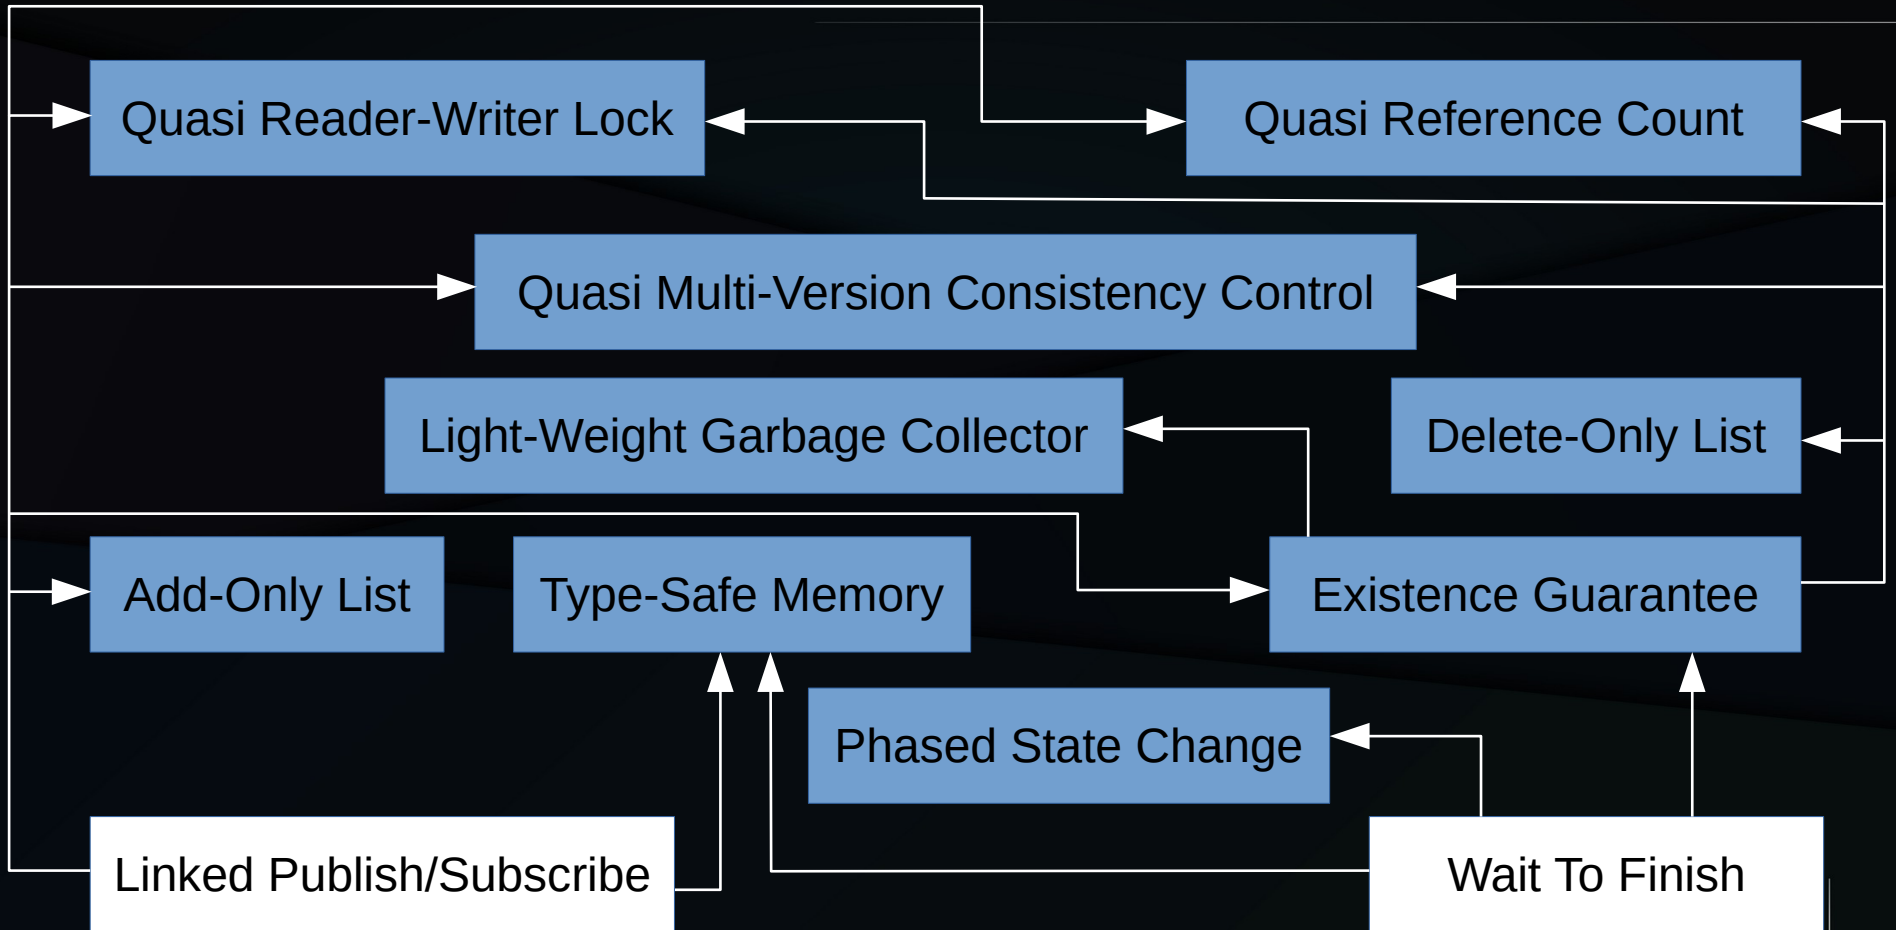 Quasi Reader-Writer Lock
Quasi Reference Count
Quasi Multi-Version Consistency Control
Light-Weight Garbage Collector
Delete-Only List
Add-Only List
Type-Safe Memory
Existence Guarantee
Phased State Change
Linked Publish/Subscribe
Wait To Finish